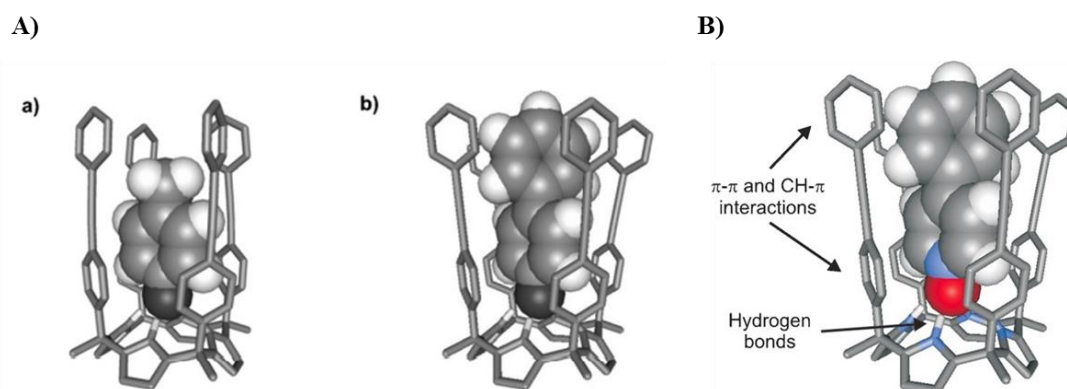 A)
B)
a)
b)
π-π and CH-π
interactions
Hydrogen
bonds